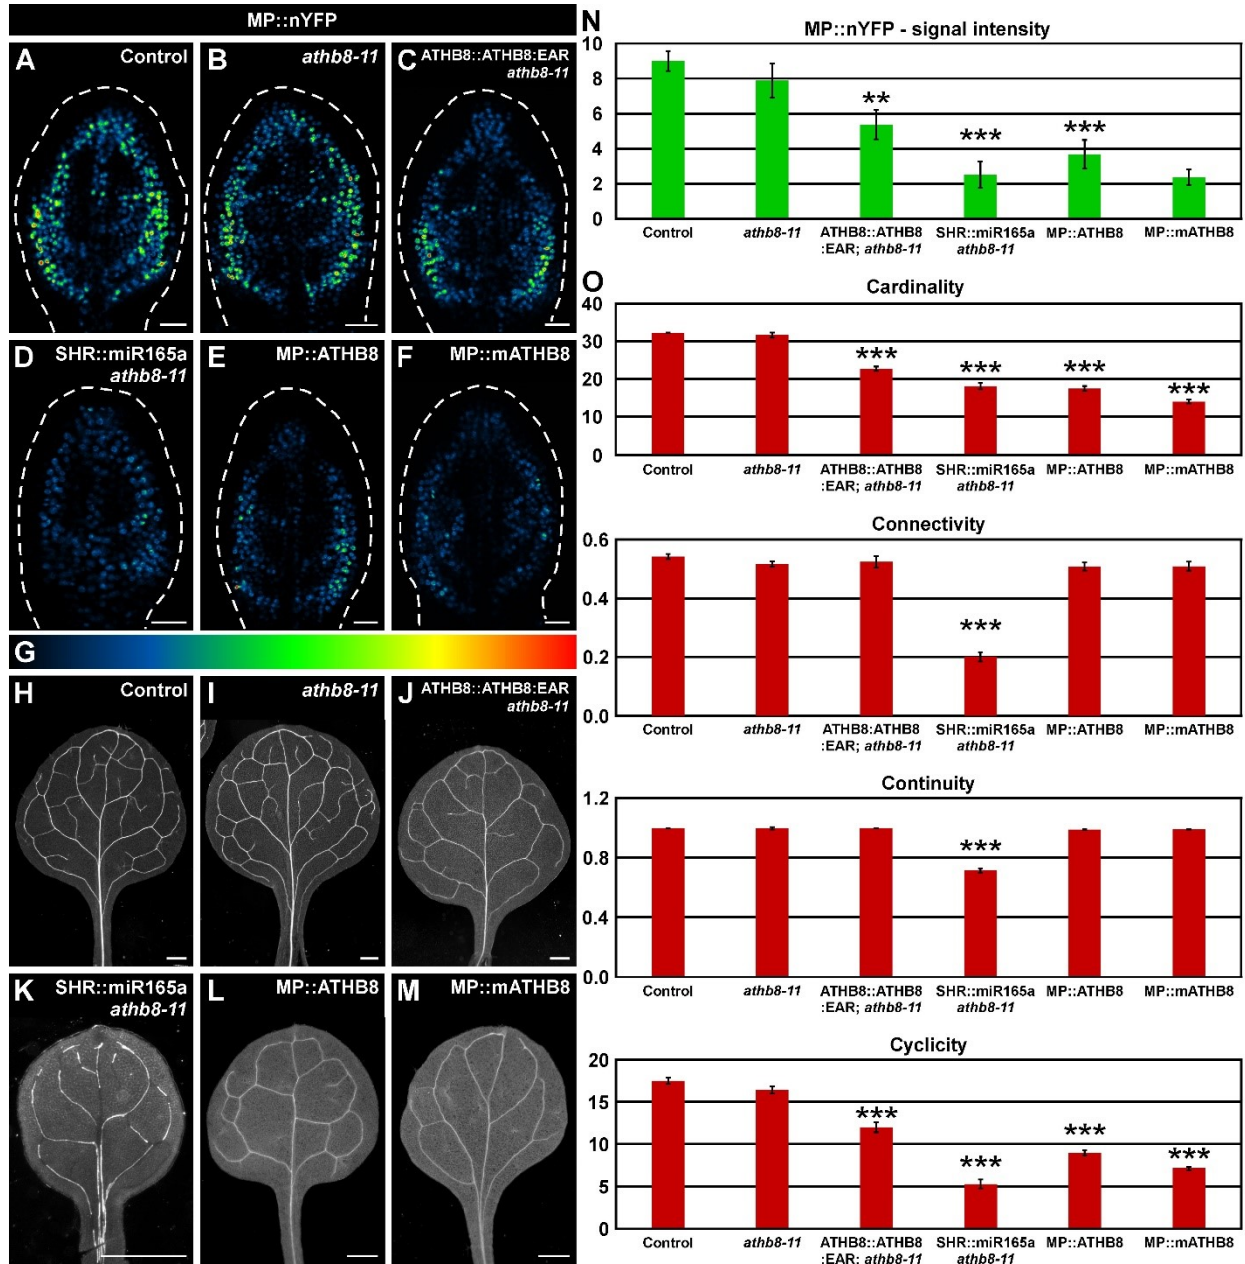 MP::nYFP
A Control
B athb8-11
C ATHB8::ATHB8:EAR
athb8-11
D SHR::miR165a
athb8-11
E MP::ATHB8
F MP::mATHB8
G
H Control
I athb8-11
J ATHB8::ATHB8:EAR
athb8-11
K SHR::miR165a
athb8-11
L MP::ATHB8
M MP::mATHB8
N
MP::nYFP - signal intensity
10
8
6
4
2
0
**
***
***
Control
athb8-11
ATHB8::ATHB8
:EAR; athb8-11
SHR::miR165a
athb8-11
MP::ATHB8
MP::mATHB8
O
Cardinality
40
30
20
10
0
***
***
***
***
Control
athb8-11
ATHB8::ATHB8
:EAR; athb8-11
SHR::miR165a
athb8-11
MP::ATHB8
MP::mATHB8
Connectivity
0.6
0.4
0.2
0.0
***
Control
athb8-11
ATHB8:ATHB8
:EAR; athb8-11
SHR::miR165a
athb8-11
MP::ATHB8
MP::mATHB8
Continuity
1.2
0.8
0.4
0.0
***
Control
athb8-11
ATHB8::ATHB8
:EAR; athb8-11
SHR::miR165a
athb8-11
MP::ATHB8
MP::mATHB8
Cyclicity
20
15
10
5
0
***
***
***
***
Control
athb8-11
ATHB8::ATHB8
:EAR; athb8-11
SHR::miR165a
athb8-11
MP::ATHB8
MP::mATHB8